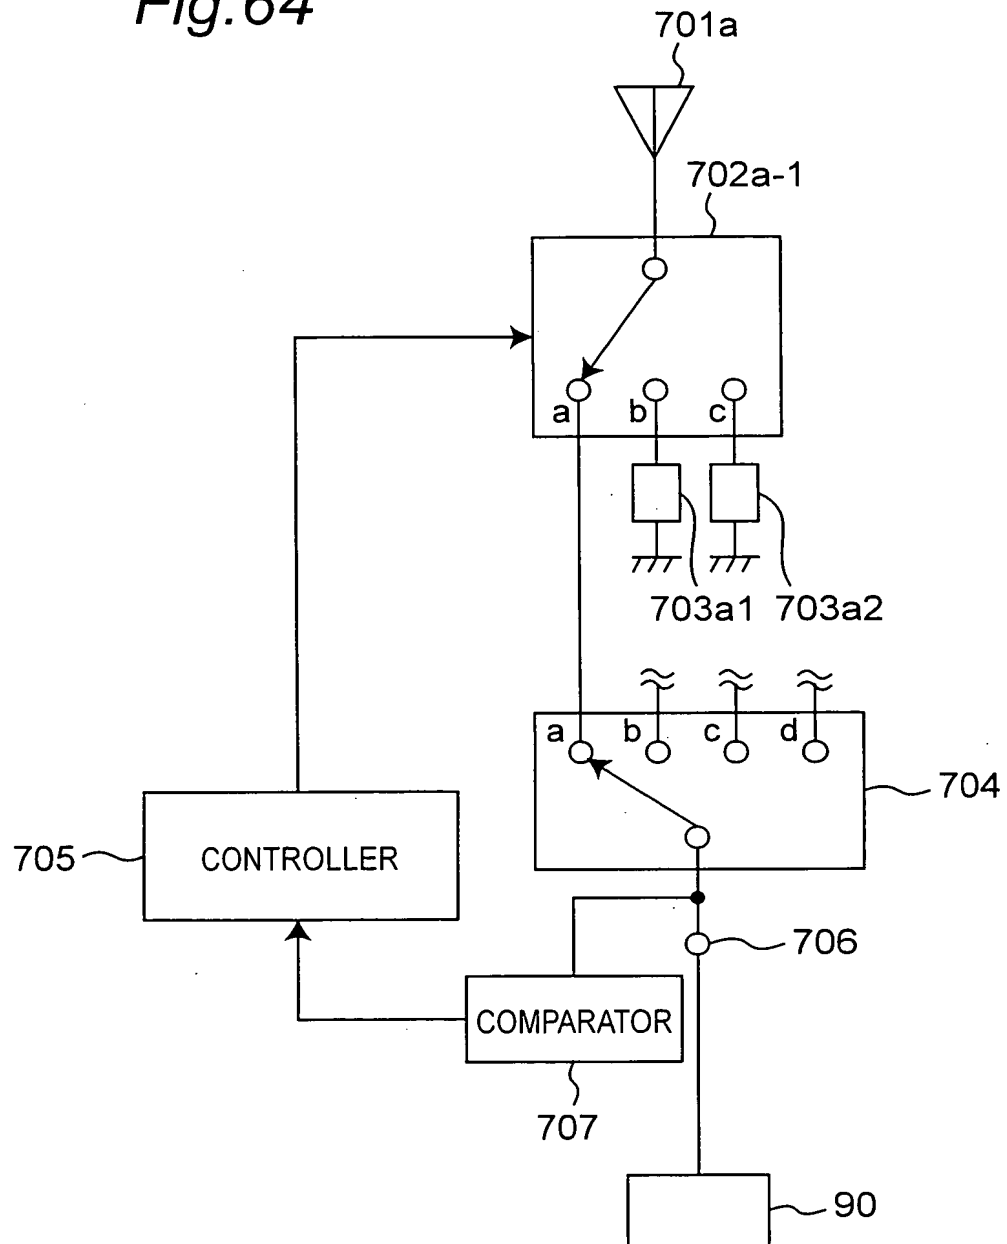 Fig.64
701a
702a-1
a b c
703a1 703a2
a b c d
704
705
CONTROLLER
706
COMPARATOR
707
90